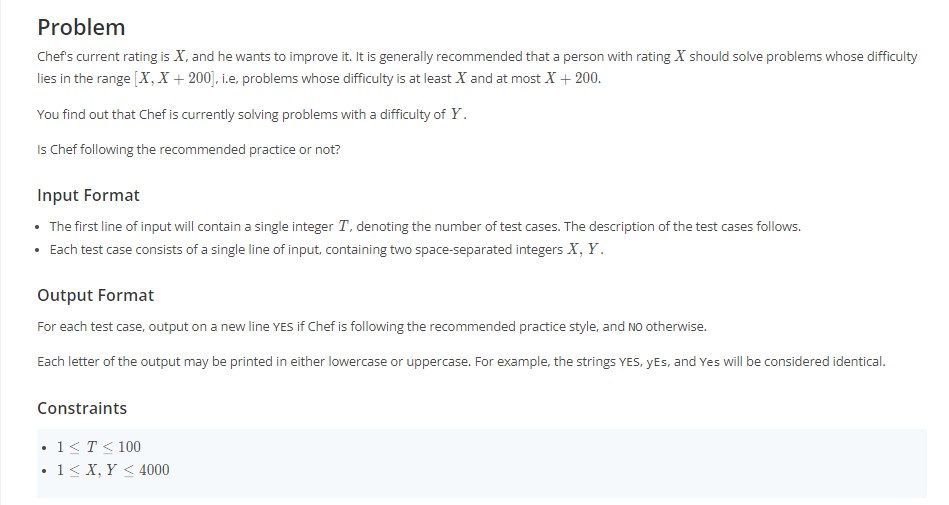 Problem
Chef's current rating is X, and he wants to improve it. It is generally recommended that a person with rating X should solve problems whose difficulty
lies in the range [X, X + 200], i.e, problems whose difficulty is at least X and at most X + 200.
You find out that Chef is currently solving problems with a difficulty of Y.
Is Chef following the recommended practice or not?
Input Format
• The first line of input will contain a single integer T, denoting the number of test cases. The description of the test cases follows.
• Each test case consists of a single line of input, containing two space-separated integers X, Y.
Output Format
For each test case, output on a new line YES if Chef is following the recommended practice style, and NO otherwise.
Each letter of the output may be printed in either lowercase or uppercase. For example, the strings YES, yEs, and Yes will be considered identical.
Constraints
• 1 ≤ T ≤ 100
• 1 ≤ X, Y ≤ 4000